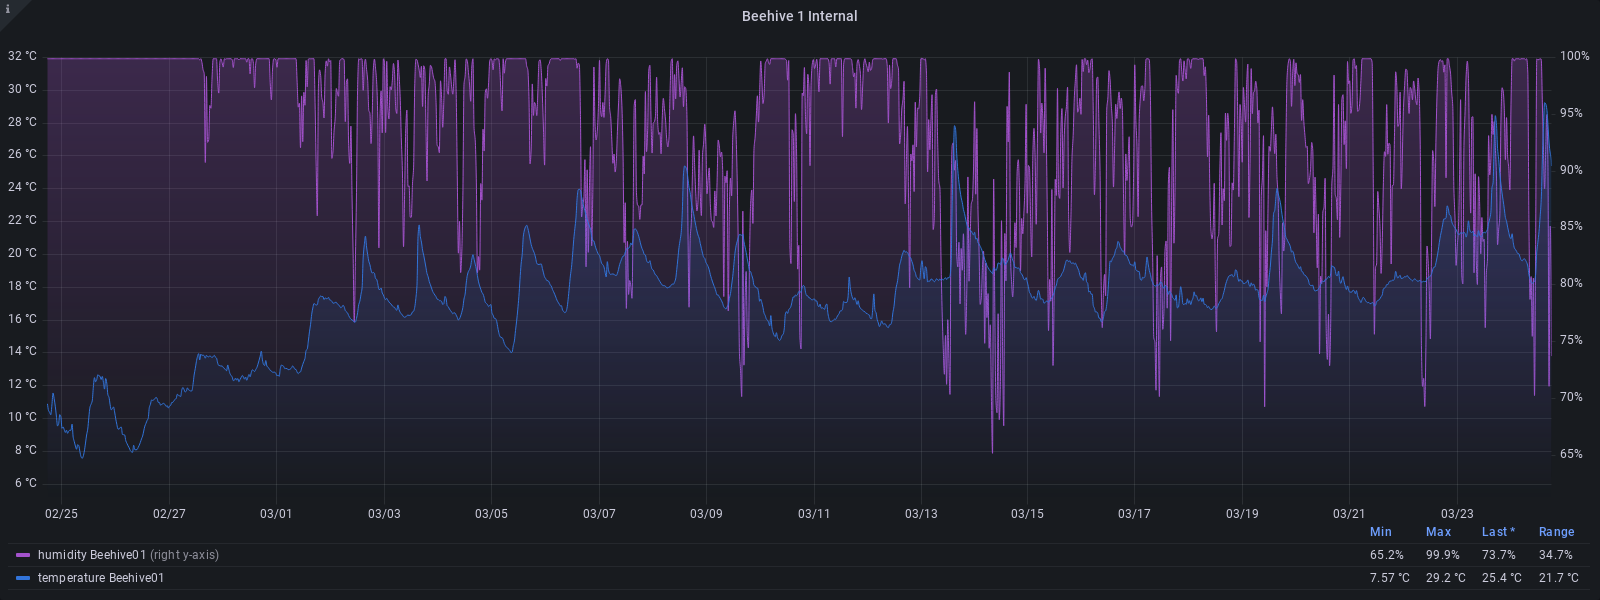 i
Beehive 1 Internal
32 °C
30 °C
28 °C
26 °C
24 °C
22 °C
20 °C
18 °C
16 °C
14 °C
12 °C
10 °C
8 °C
6 °C
100%
95%
90%
85%
80%
75%
70%
65%
02/25 02/27 03/01 03/03 03/05 03/07 03/09 03/11 03/13 03/15 03/17 03/19 03/21 03/23
Min Max Last * Range
humidity Beehive01 (right y-axis) 65.2% 99.9% 73.7% 34.7%
temperature Beehive01 7.57 °C 29.2 °C 25.4 °C 21.7 °C